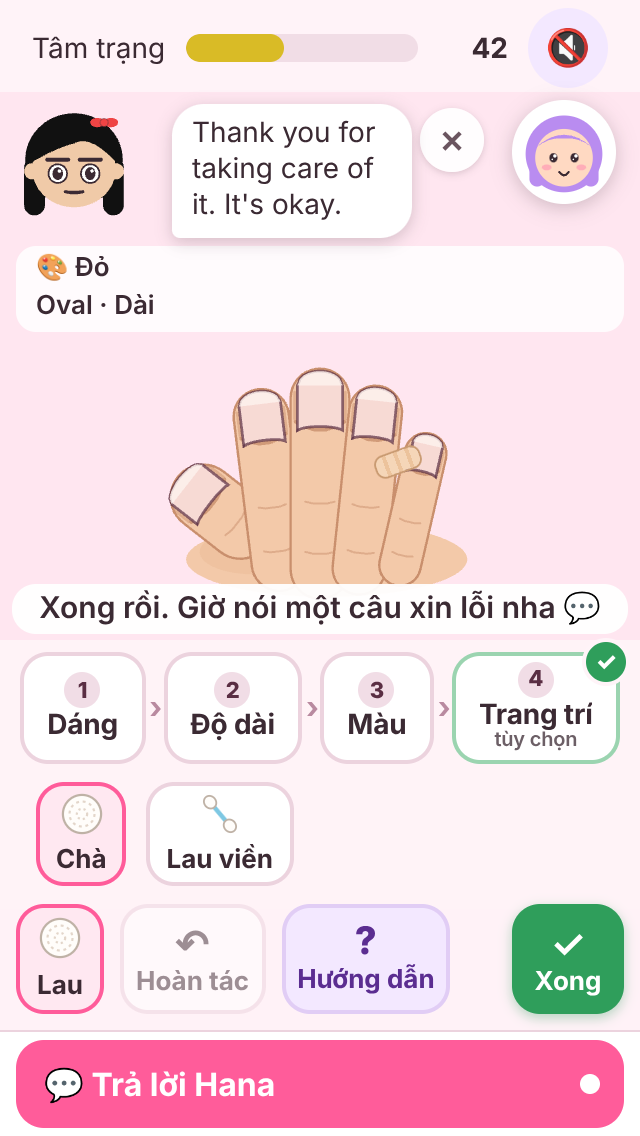 Tâm trạng 42
Thank you for
taking care of
it. It's okay.
Đỏ
Oval · Dài
Xong rồi. Giờ nói một câu xin lỗi nha
1
Dáng
2
Độ dài
3
Màu
4
Trang trí
tùy chọn
Chà
Lau viền
Lau
Hoàn tác
?
Hướng dẫn
Xong
Trả lời Hana